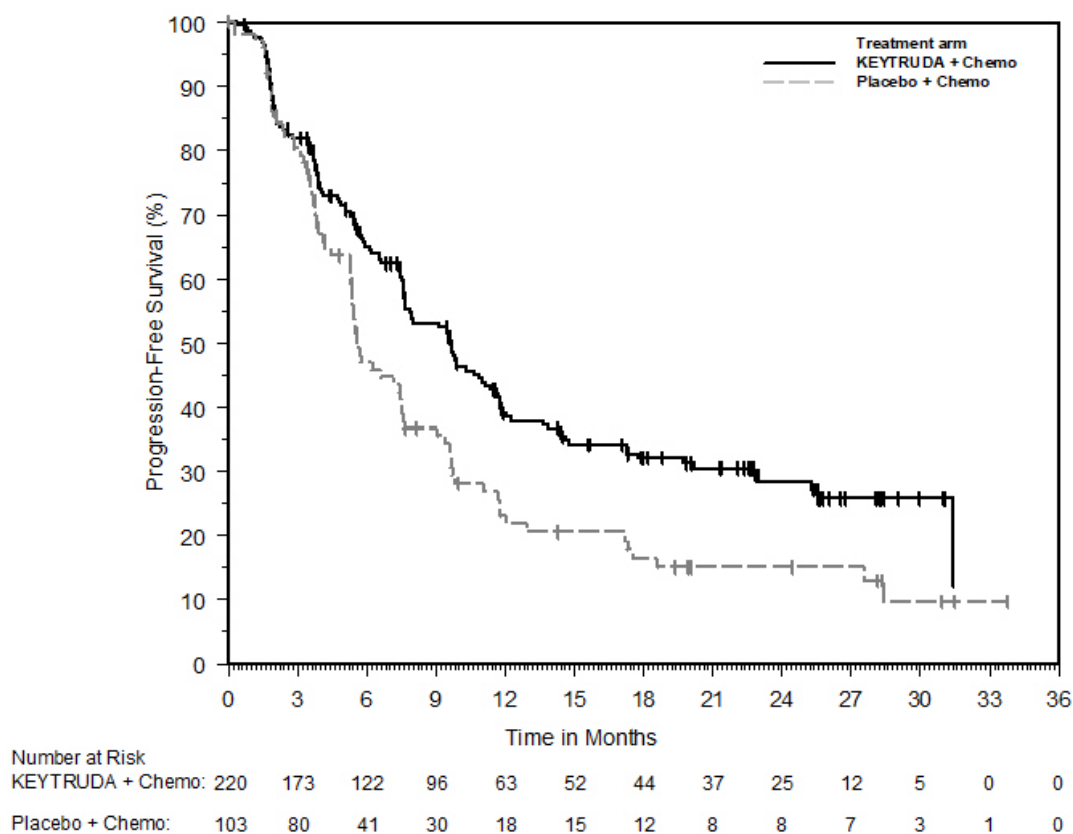 Treatment arm
KEYTRUDA + Chemo
Placebo + Chemo
Progression-Free Survival (%)
100
90
80
70
60
50
40
30
20
10
0
0 3 6 9 12 15 18 21 24 27 30 33 36
Time in Months
Number at Risk
KEYTRUDA + Chemo: 220 173 122 96 63 52 44 37 25 12 5 0 0
Placebo + Chemo: 103 80 41 30 18 15 12 8 8 7 3 1 0